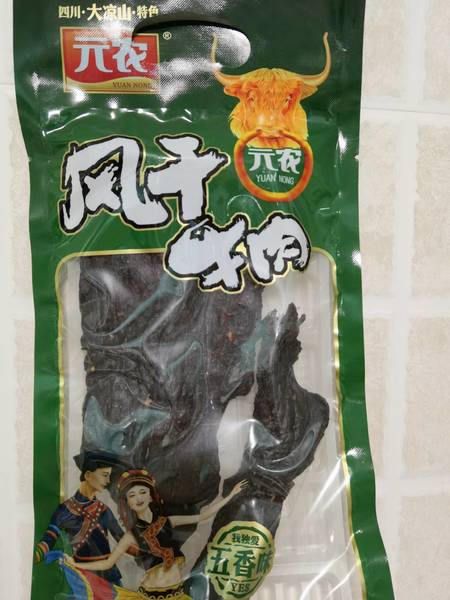 四川·大凉山·特色
元农®
YUAN NONG
元农
YUAN NONG
风干
牛肉
我独爱
五香味
YES